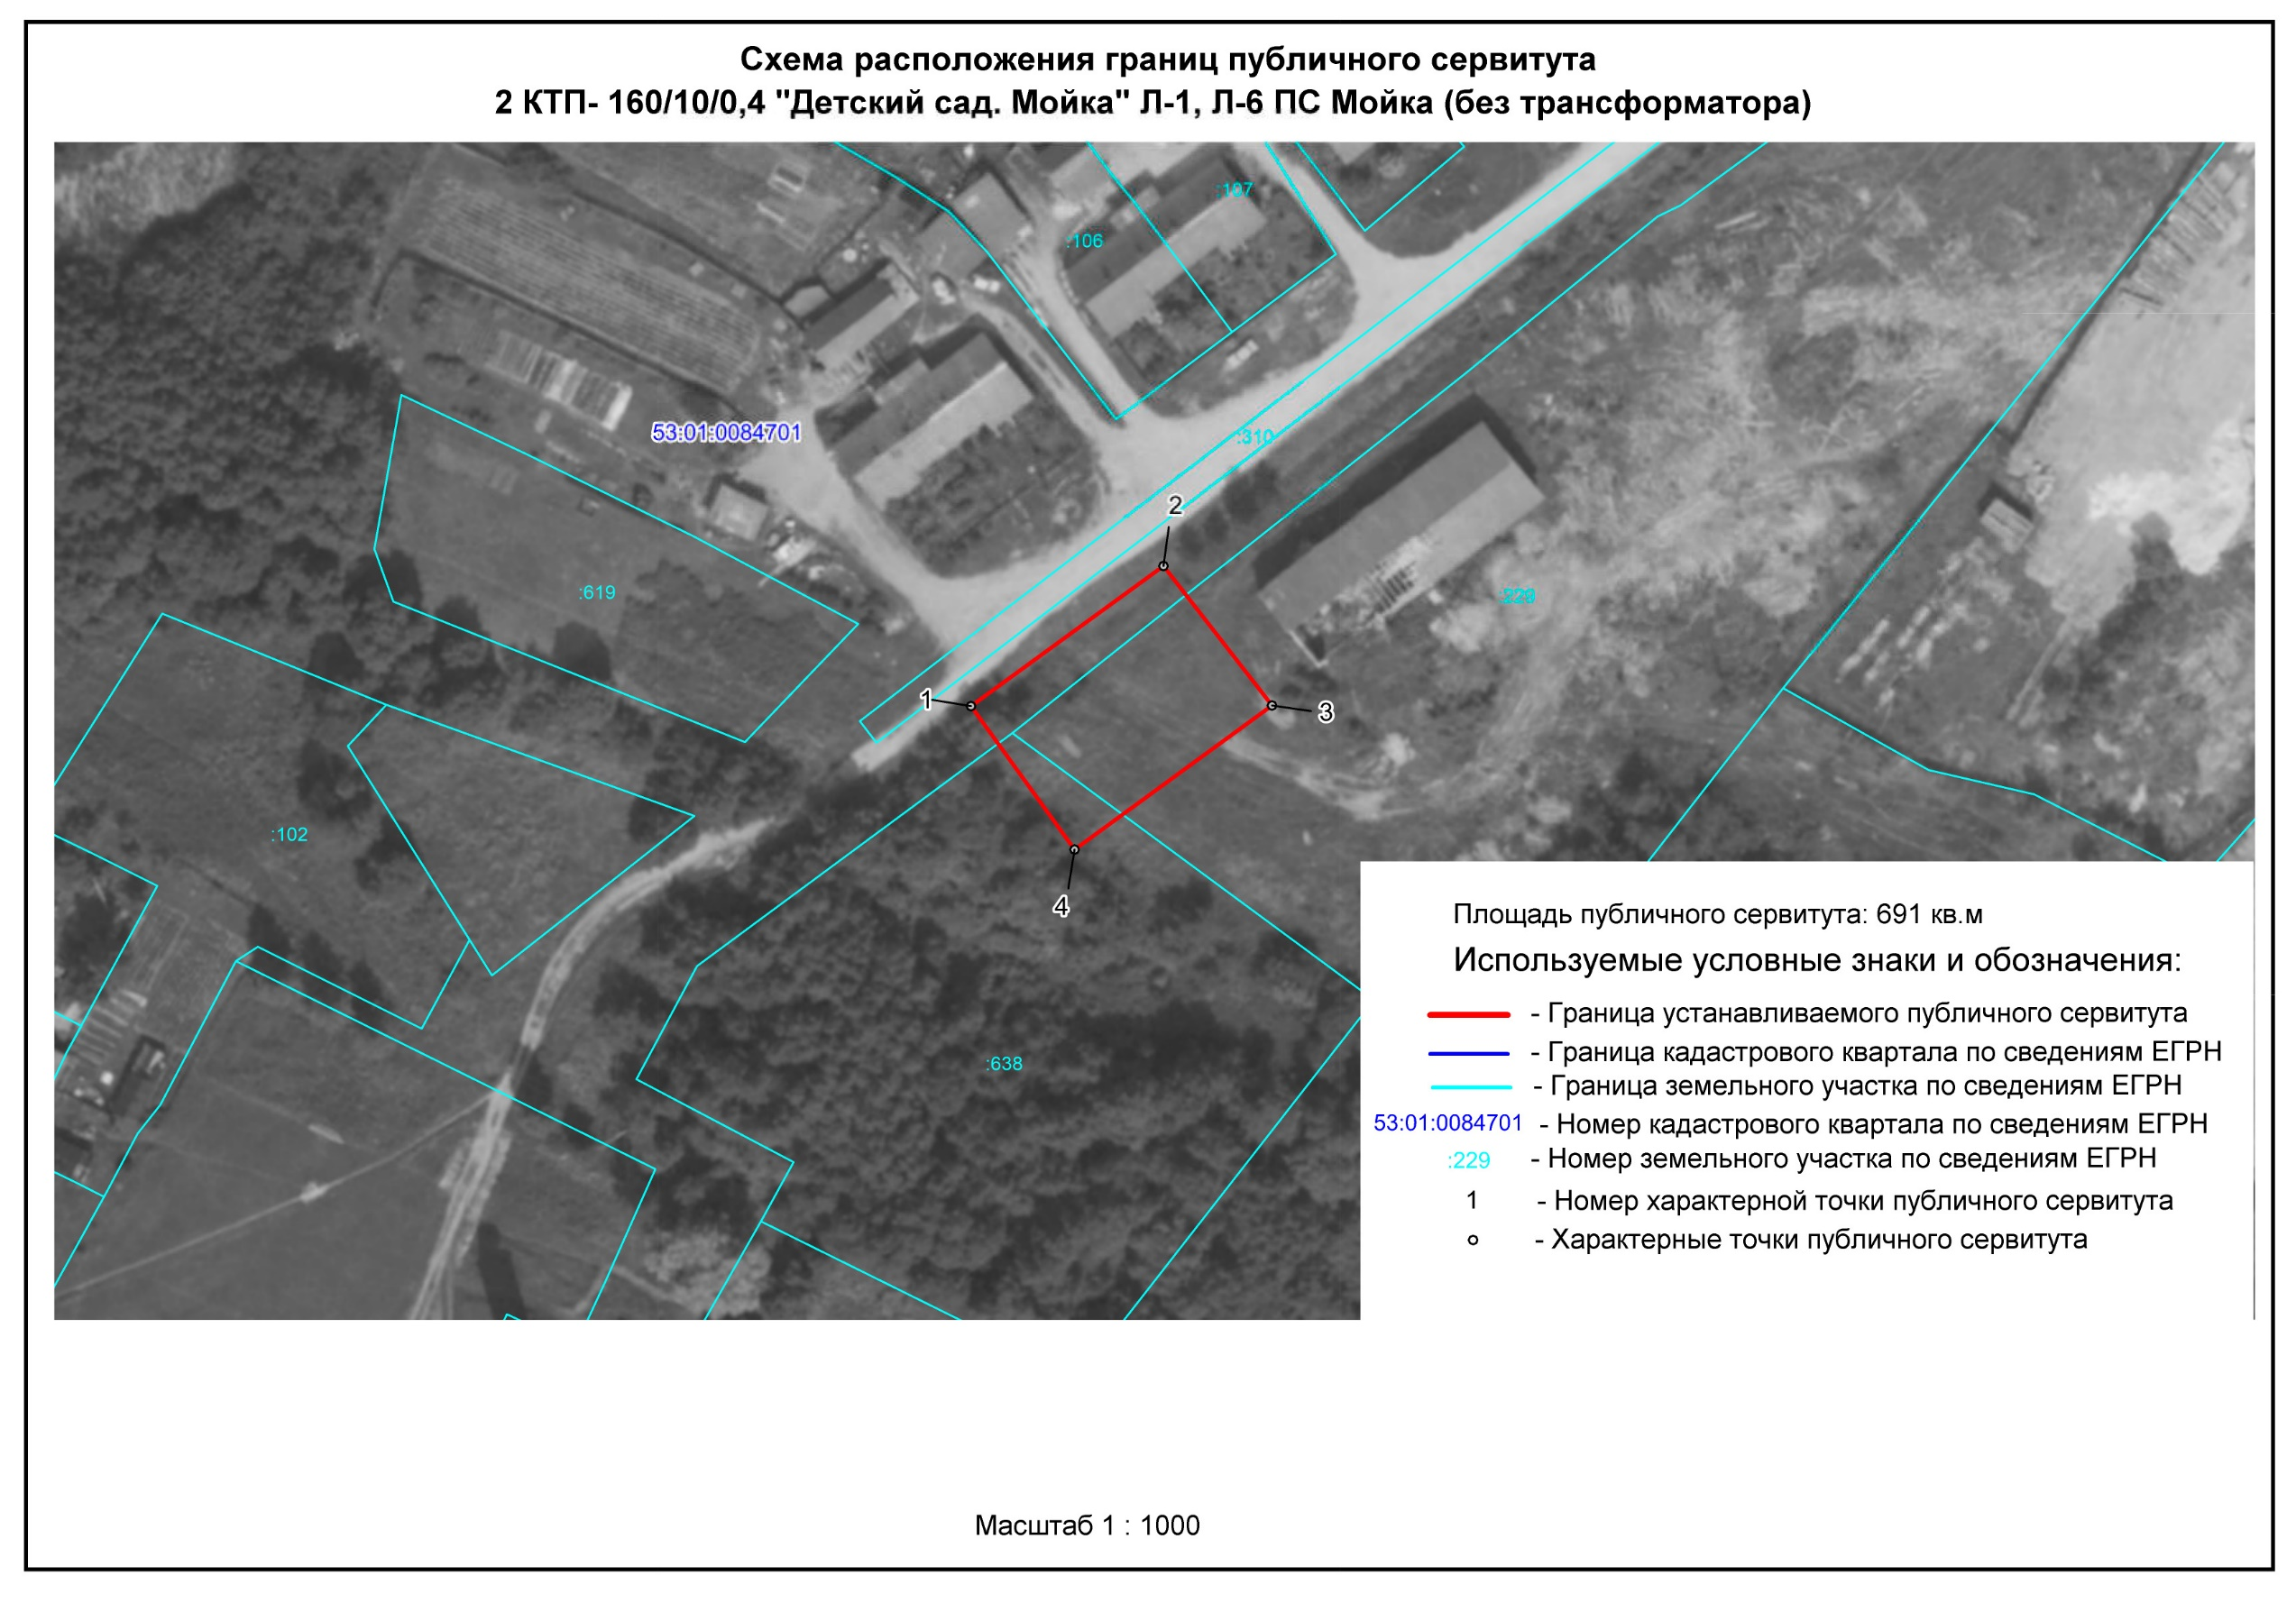 Схема расположения границ публичного сервитута
2 КТП- 160/10/0,4 "Детский сад. Мойка" Л-1, Л-6 ПС Мойка (без трансформатора)
:107
:106
53:01:0084701
:310
2
:619
:229
1
3
:102
4
:638
Площадь публичного сервитута: 691 кв.м
Используемые условные знаки и обозначения:
- Граница устанавливаемого публичного сервитута
- Граница кадастрового квартала по сведениям ЕГРН
- Граница земельного участка по сведениям ЕГРН
53:01:0084701 - Номер кадастрового квартала по сведениям ЕГРН
:229 - Номер земельного участка по сведениям ЕГРН
1 - Номер характерной точки публичного сервитута
- Характерные точки публичного сервитута
Масштаб 1 : 1000